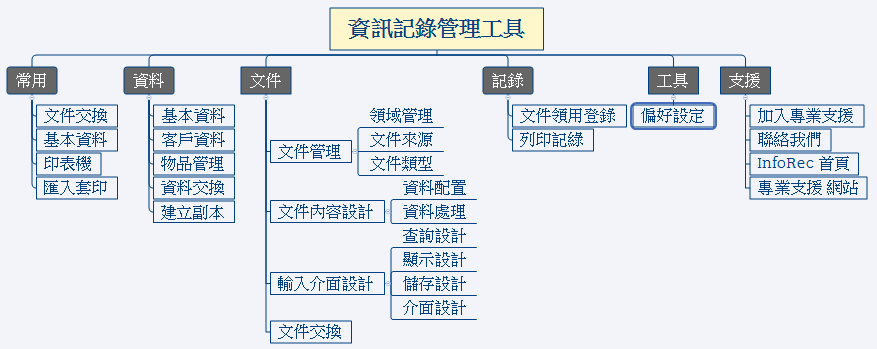 資訊記錄管理工具
常用
文件交換
基本資料
印表機
匯入套印
資料
基本資料
客戶資料
物品管理
資料交換
建立副本
文件
文件管理
領域管理
文件來源
文件類型
文件內容設計
資料配置
資料處理
輸入介面設計
查詢設計
顯示設計
儲存設計
介面設計
文件交換
記錄
文件領用登錄
列印記錄
工具
偏好設定
支援
加入專業支援
聯絡我們
InfoRec 首頁
專業支援 網站